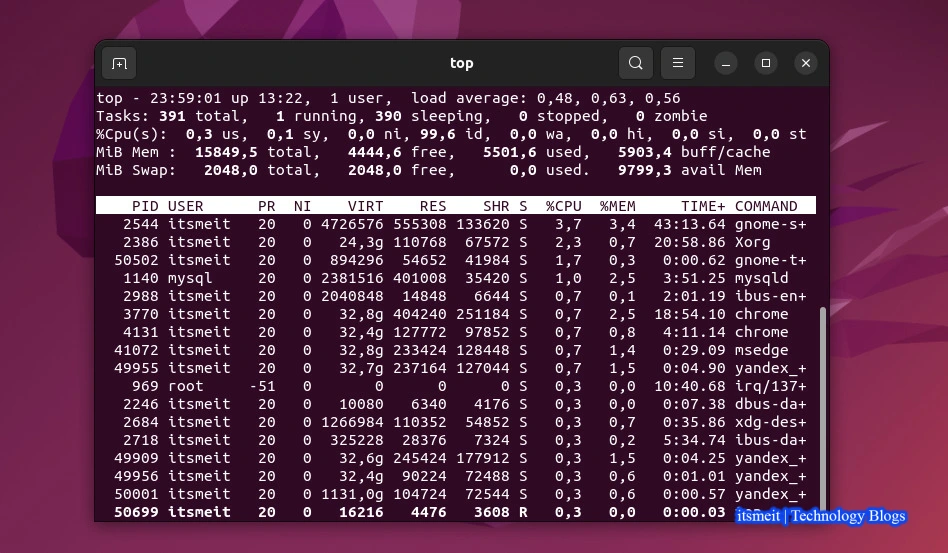 top
top - 23:59:01 up 13:22,  1 user,  load average: 0,48, 0,63, 0,56
Tasks: 391 total,   1 running, 390 sleeping,   0 stopped,   0 zombie
%Cpu(s):  0,3 us,  0,1 sy,  0,0 ni, 99,6 id,  0,0 wa,  0,0 hi,  0,0 si,  0,0 st
MiB Mem :  15849,5 total,   4444,6 free,   5501,6 used,   5903,4 buff/cache
MiB Swap:   2048,0 total,   2048,0 free,      0,0 used.   9799,3 avail Mem
PID USER      PR  NI    VIRT    RES    SHR S  %CPU  %MEM     TIME+ COMMAND
2544 itsmeit   20   0 4726576 555308 133620 S   3,7   3,4  43:13.64 gnome-s+
2386 itsmeit   20   0   24,3g 110768  67572 S   2,3   0,7  20:58.86 Xorg
50502 itsmeit   20   0  894296  54652  41984 S   1,7   0,3   0:00.62 gnome-t+
1140 mysql     20   0 2381516 401008  35420 S   1,0   2,5   3:51.25 mysqld
2988 itsmeit   20   0 2040848  14848   6644 S   0,7   0,1   2:01.19 ibus-en+
3770 itsmeit   20   0   32,8g 404240 251184 S   0,7   2,5  18:54.10 chrome
4131 itsmeit   20   0   32,4g 127772  97852 S   0,7   0,8   4:11.14 chrome
41072 itsmeit   20   0   32,8g 233424 128448 S   0,7   1,4   0:29.09 msedge
49955 itsmeit   20   0   32,7g 237164 127044 S   0,7   1,5   0:04.90 yandex_+
969 root     -51   0       0      0      0 S   0,3   0,0  10:40.68 irq/137+
2246 itsmeit   20   0   10080   6340   4176 S   0,3   0,0   0:07.38 dbus-da+
2684 itsmeit   20   0 1266984 110352  54852 S   0,3   0,7   0:35.86 xdg-des+
2718 itsmeit   20   0  325228  28376   7324 S   0,3   0,2   5:34.74 ibus-da+
49909 itsmeit   20   0   32,6g 245424 177912 S   0,3   1,5   0:04.25 yandex_+
49956 itsmeit   20   0   32,4g  90224  72488 S   0,3   0,6   0:01.01 yandex_+
50001 itsmeit   20   0 1131,0g 104724  72544 S   0,3   0,6   0:00.57 yandex_+
50699 itsmeit   20   0   16216   4476   3608 R   0,3   0,0   0:00.03
itsmeit | Technology Blogs